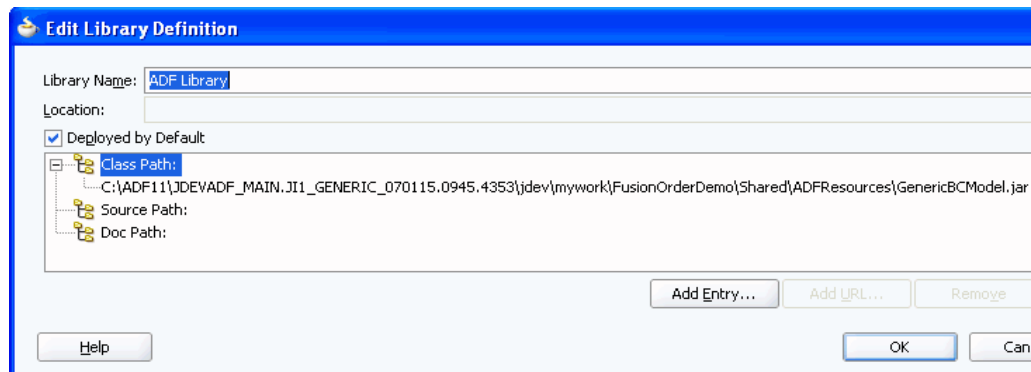 Edit Library Definition
Library Name: ADF Library
Location:
Deployed by Default
Class Path:
C:\ADF11\JDEVADF_MAIN.JI1_GENERIC_070115.0945.4353\jdev\mywork\FusionOrderDemo\Shared\ADFResources\GenericBCModel.jar
Source Path:
Doc Path:
Add Entry... Add URL... Remove
Help OK Can